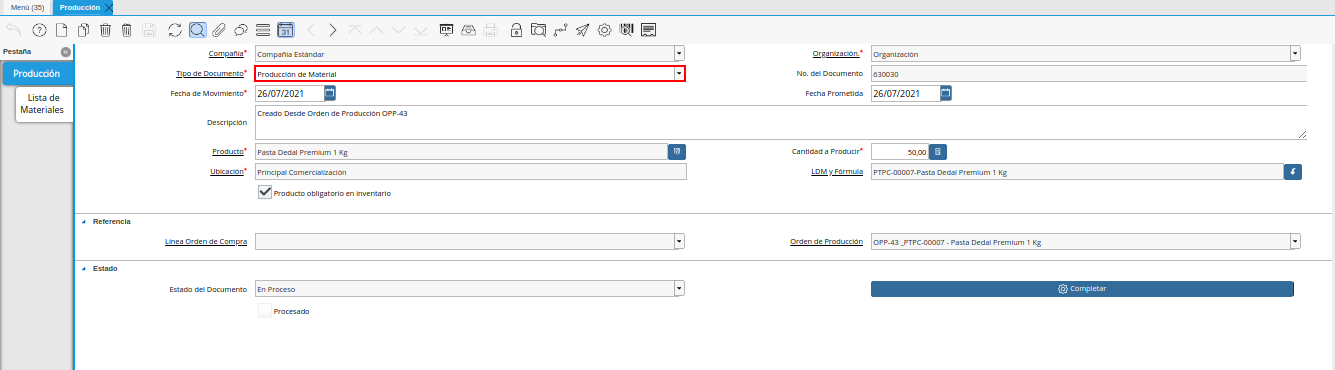 Menú (35) Producción
Pestaña
Producción
Lista de
Materiales
Compañía* Compañía Estándar Organización.* Organización
Tipo de Documento* Producción de Material No. del Documento 630030
Fecha de Movimiento* 26/07/2021 Fecha Prometida 26/07/2021
Descripción Creado Desde Orden de Producción OPP-43
Producto* Pasta Dedal Premium 1 Kg Cantidad a Producir* 50,00
Ubicación* Principal Comercialización LDM y Fórmula PTPC-00007-Pasta Dedal Premium 1 Kg
Producto obligatorio en inventario
Referencia
Línea Orden de Compra Orden de Producción OPP-43 _PTPC-00007 - Pasta Dedal Premium 1 Kg
Estado
Estado del Documento En Proceso Completar
Procesado